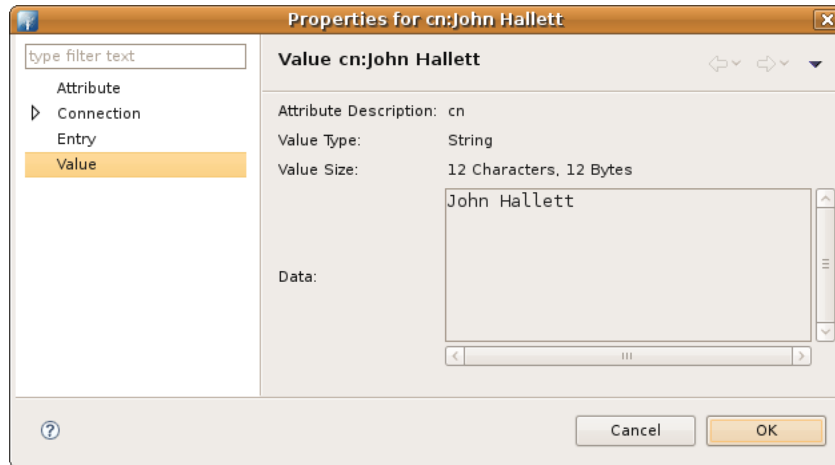 Properties for cn:John Hallett
type filter text
Attribute
Connection
Entry
Value
Value cn:John Hallett
Attribute Description: cn
Value Type: String
Value Size: 12 Characters, 12 Bytes
Data:
John Hallett
Cancel
OK